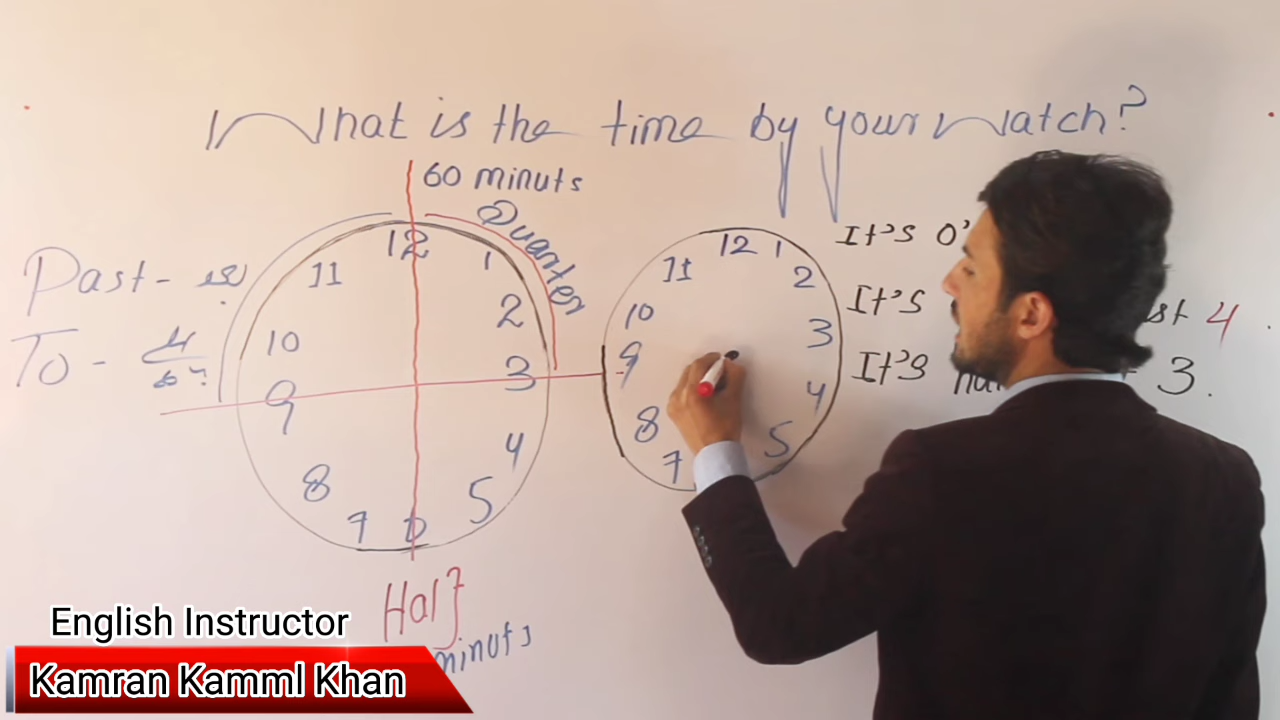 What is the time by your watch?
60 minuts
Quarter
Past -
To -
12
1
2
3
4
5
7
8
9
10
11
12
1
2
3
4
5
7
8
9
10
11
It's
It's
4
It's
3.
Half
minuts
English Instructor
Kamran Kamml Khan